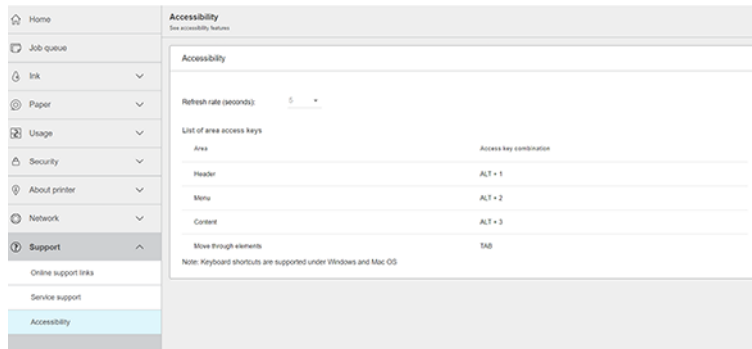 Home
Job queue
Ink
Paper
Usage
Security
About printer
Network
Support
Online support links
Service support
Accessibility
Accessibility
See accessibility features
Accessibility
Refresh rate (seconds): 5
List of area access keys
Area Access key combination
Header ALT + 1
Menu ALT + 2
Content ALT + 3
Move through elements TAB
Note: Keyboard shortcuts are supported under Windows and Mac OS